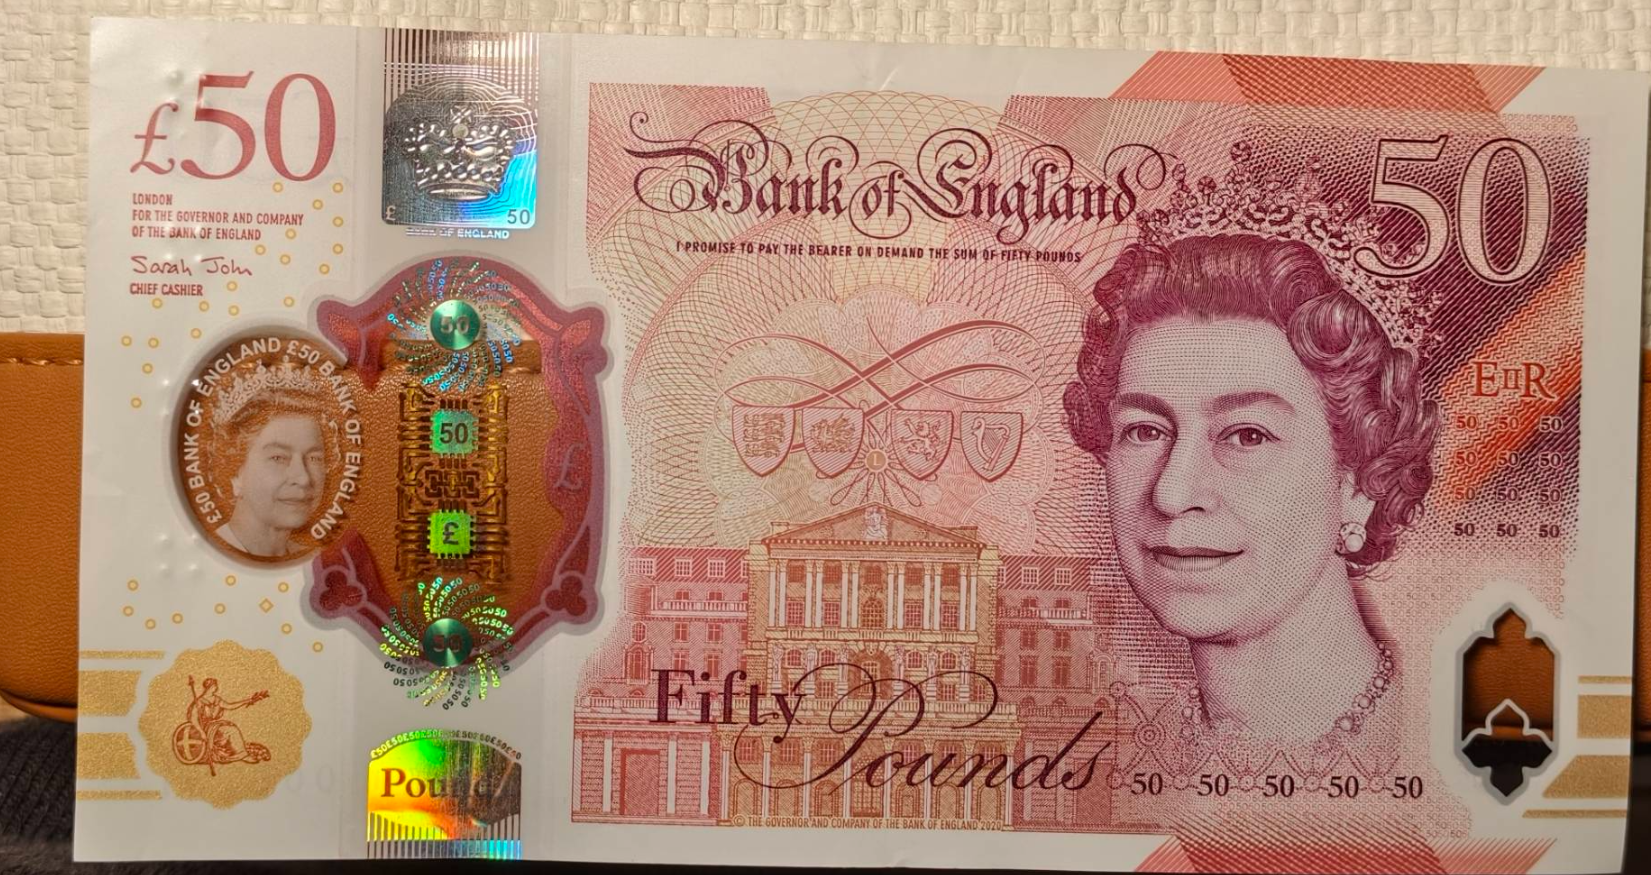 £50
LONDON
FOR THE GOVERNOR AND COMPANY
OF THE BANK OF ENGLAND
Sarah John
CHIEF CASHIER
£ 50
BANK OF ENGLAND
£50 BANK OF ENGLAND £50 BANK OF ENGLAND
50
50
£
£
50
Pounds
Bank of England
I PROMISE TO PAY THE BEARER ON DEMAND THE SUM OF FIFTY POUNDS
50
EIIR
50 50 50
50 50 50
50 50 50
50 50 50
L
Fifty
Pounds
50 50 50 50 50
© THE GOVERNOR AND COMPANY OF THE BANK OF ENGLAND 2020